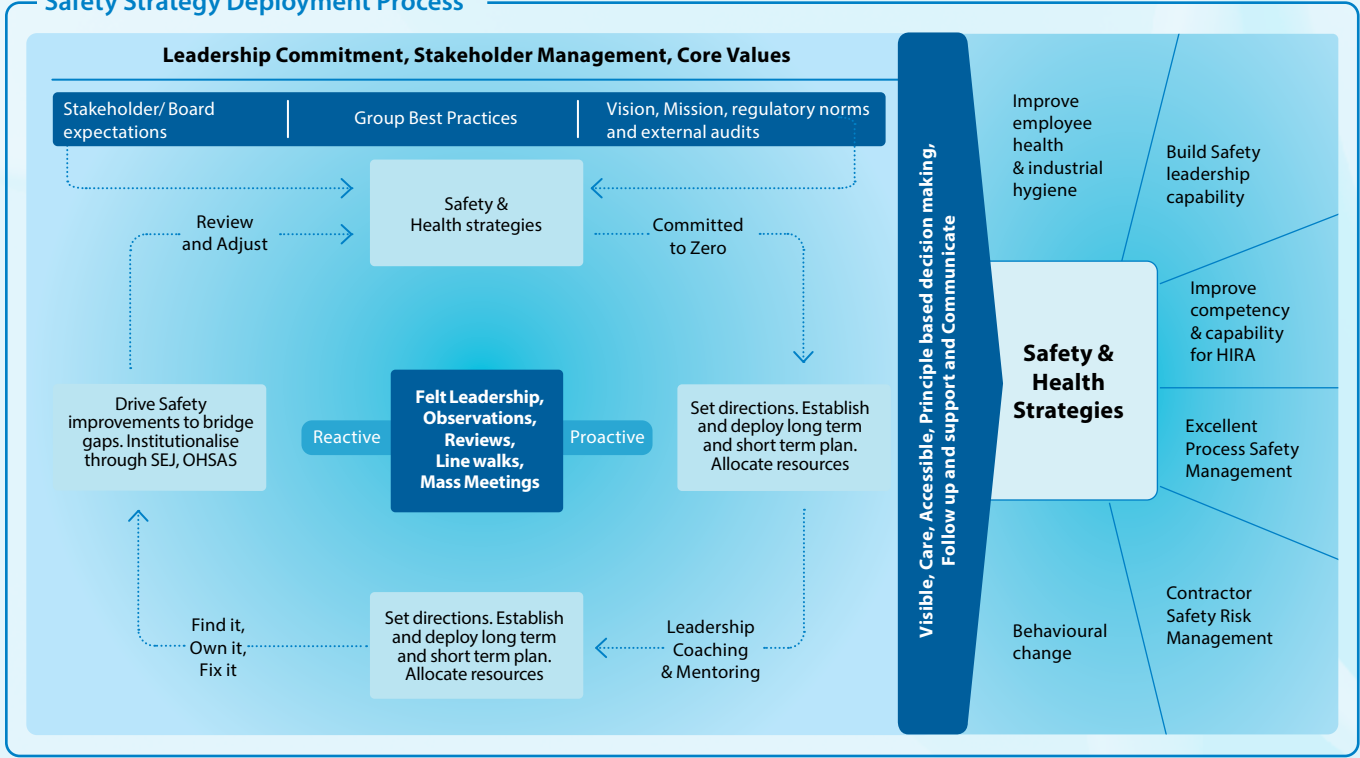 Safety Strategy Deployment Process
Leadership Commitment, Stakeholder Management, Core Values
Stakeholder/ Board
expectations
Group Best Practices
Vision, Mission, regulatory norms
and external audits
Safety &
Health strategies
Review
and Adjust
Committed
to Zero
Drive Safety
improvements to bridge
gaps. Institutionalise
through SEJ, OHSAS
Reactive
Felt Leadership,
Observations,
Reviews,
Line walks,
Mass Meetings
Proactive
Set directions. Establish
and deploy long term
and short term plan.
Allocate resources
Find it,
Own it,
Fix it
Set directions. Establish
and deploy long term
and short term plan.
Allocate resources
Leadership
Coaching
& Mentoring
Visible, Care, Accessible, Principle based decision making,
Follow up and support and Communicate
Safety &
Health
Strategies
Improve
employee
health
& industrial
hygiene
Build Safety
leadership
capability
Improve
competency
& capability
for HIRA
Excellent
Process Safety
Management
Contractor
Safety Risk
Management
Behavioural
change